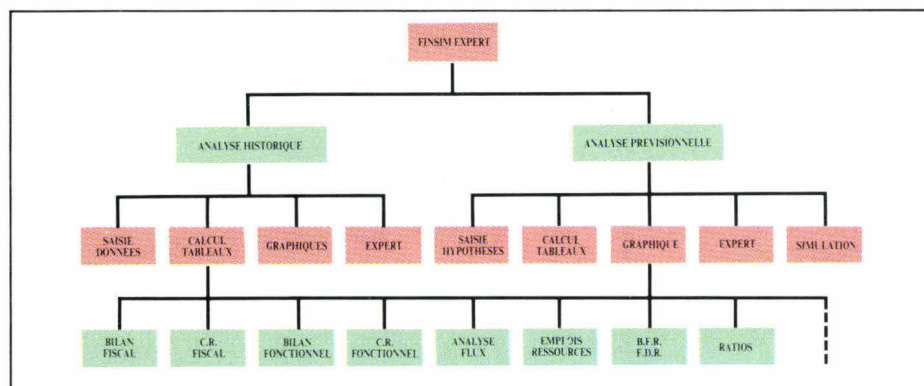 FINSIM EXPERT
ANALYSE HISTORIQUE
ANALYSE PREVISIONNELLE
SAISIE
DONNEES
CALCUL
TABLEAUX
GRAPHIQUES
EXPERT
SAISIE
HYPOTHESES
CALCUL
TABLEAUX
GRAPHIQUE
EXPERT
SIMULATION
BILAN
FISCAL
C.R.
FISCAL
BILAN
FONCTIONNEL
C.R.
FONCTIONNEL
ANALYSE
FLUX
EMPLOIS
RESSOURCES
B.F.R.
F.D.R.
RATIOS